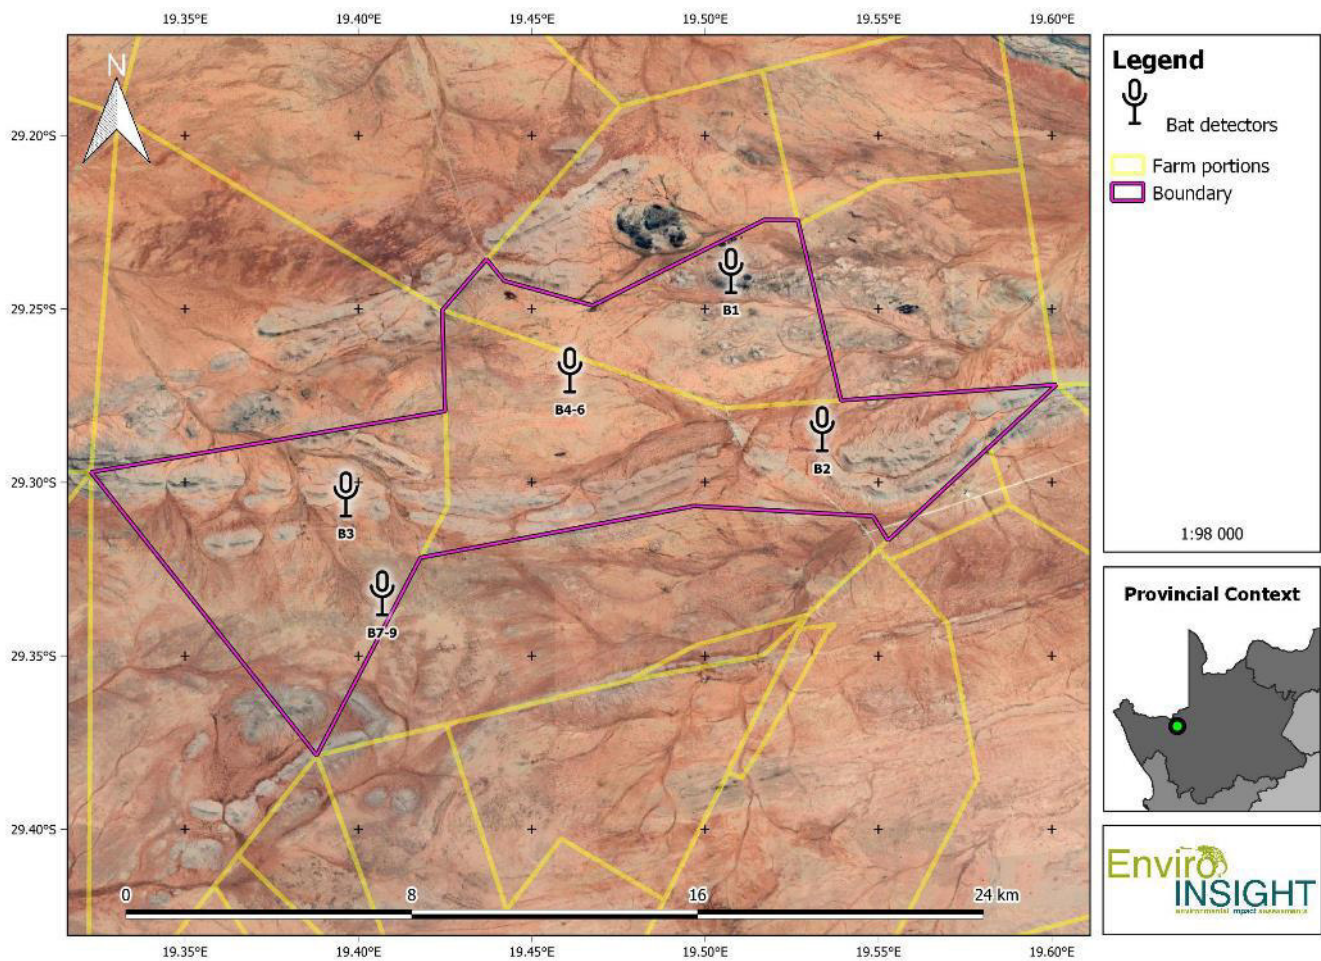 19.35°E 19.40°E 19.45°E 19.50°E 19.55°E 19.60°E
N
29.20°S
29.25°S
29.30°S
29.35°S
29.40°S
B1
B4-6
B2
B3
B7-9
0 8 16 24 km
19.35°E 19.40°E 19.45°E 19.50°E 19.55°E 19.60°E
Legend
Bat detectors
Farm portions
Boundary
1:98 000
Provincial Context
Enviro
INSIGHT
environmental impact assessments